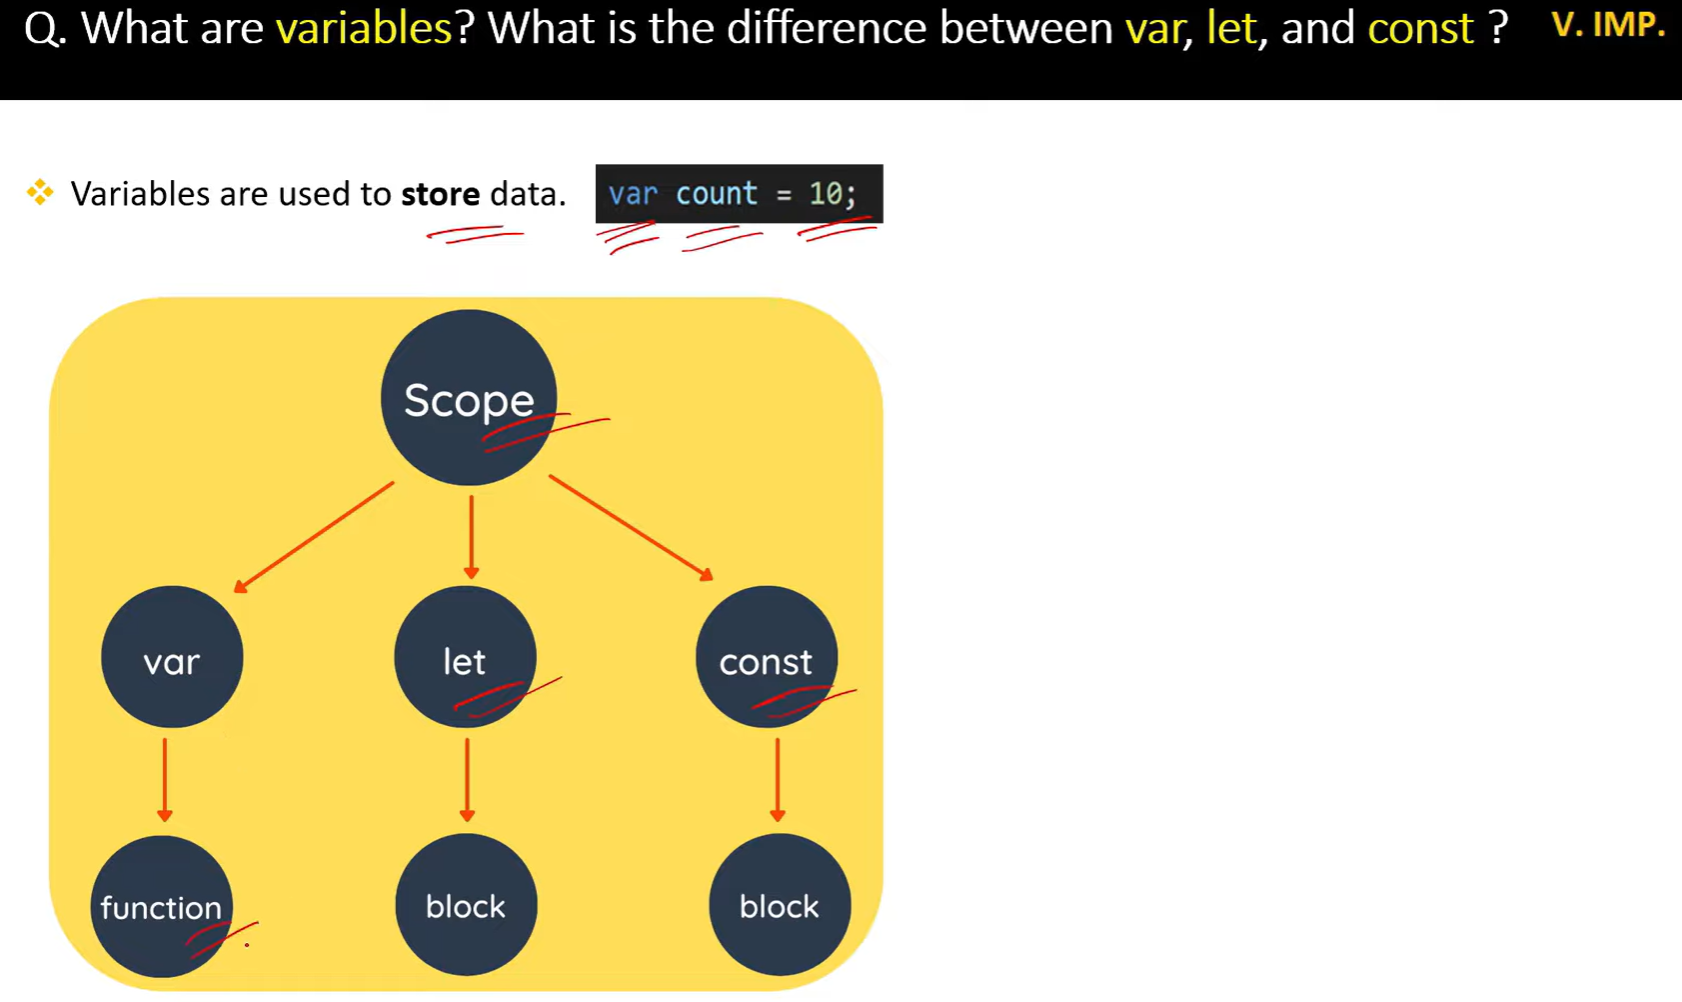 Q. What are variables? What is the difference between var, let, and const ? V. IMP.
Variables are used to store data. var count = 10;
Scope
var let const
function block block